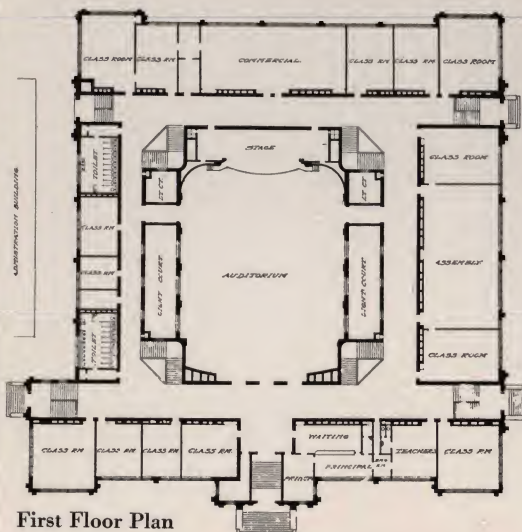 CLASS ROOM
CLASS RM
COMMERCIAL
CLASS RM
CLASS RM
CLASS ROOM
STAGE
TOILET
LT CT
LT CT
CLASS ROOM
ADMINISTRATION BUILDING
CLASS RM
CLASS RM
LIGHT COURT
AUDITORIUM
LIGHT COURT
ASSEMBLY
TOILET
CLASS ROOM
CLASS RM
CLASS RM
CLASS RM
CLASS RM
WAITING
PRINCIPAL
TEACHERS
CLASS RM
First Floor Plan